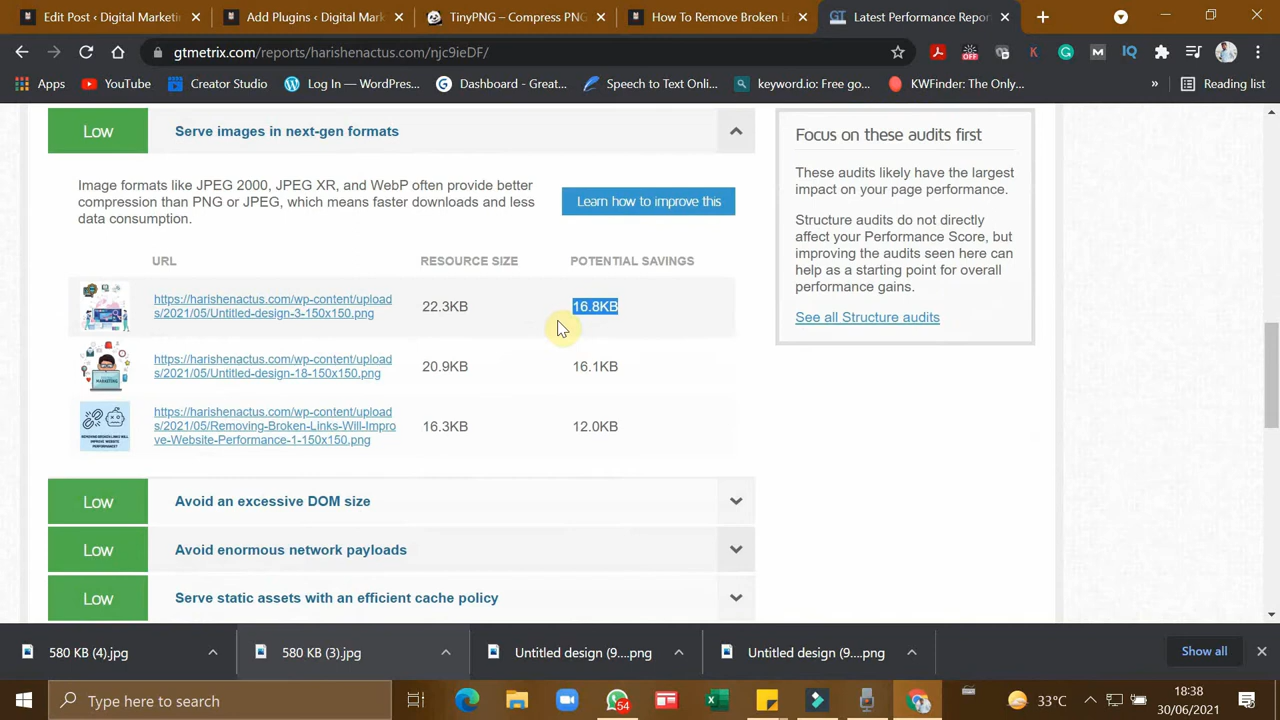 Edit Post ‹ Digital Marketin
Add Plugins ‹ Digital Mark
TinyPNG – Compress PNG
How To Remove Broken L
GT
Latest Performance Repor
gtmetrix.com/reports/harishenactus.com/njc9ieDF/
Apps
YouTube
Creator Studio
Log In — WordPress...
Dashboard - Great...
Speech to Text Onl...
keyword.io: Free go...
KWFinder: The Only...
»
Reading list
Low
Serve images in next-gen formats
Image formats like JPEG 2000, JPEG XR, and WebP often provide better
compression than PNG or JPEG, which means faster downloads and less
data consumption.
Learn how to improve this
URL
RESOURCE SIZE
POTENTIAL SAVINGS
https://harishenactus.com/wp-content/upload
s/2021/05/Untitled-design-3-150x150.png
22.3KB
16.8KB
https://harishenactus.com/wp-content/upload
s/2021/05/Untitled-design-18-150x150.png
20.9KB
16.1KB
https://harishenactus.com/wp-content/upload
s/2021/05/Removing-Broken-Links-Will-Impro
ve-Website-Performance-1-150x150.png
16.3KB
12.0KB
Low
Avoid an excessive DOM size
Low
Avoid enormous network payloads
Low
Serve static assets with an efficient cache policy
Focus on these audits first
These audits likely have the largest
impact on your page performance.
Structure audits do not directly
affect your Performance Score, but
improving the audits seen here can
help as a starting point for overall
performance gains.
See all Structure audits
580 KB (4).jpg
580 KB (3).jpg
Untitled design (9....png
Untitled design (9....png
Show all
Type here to search
54
33°C
18:38
30/06/2021